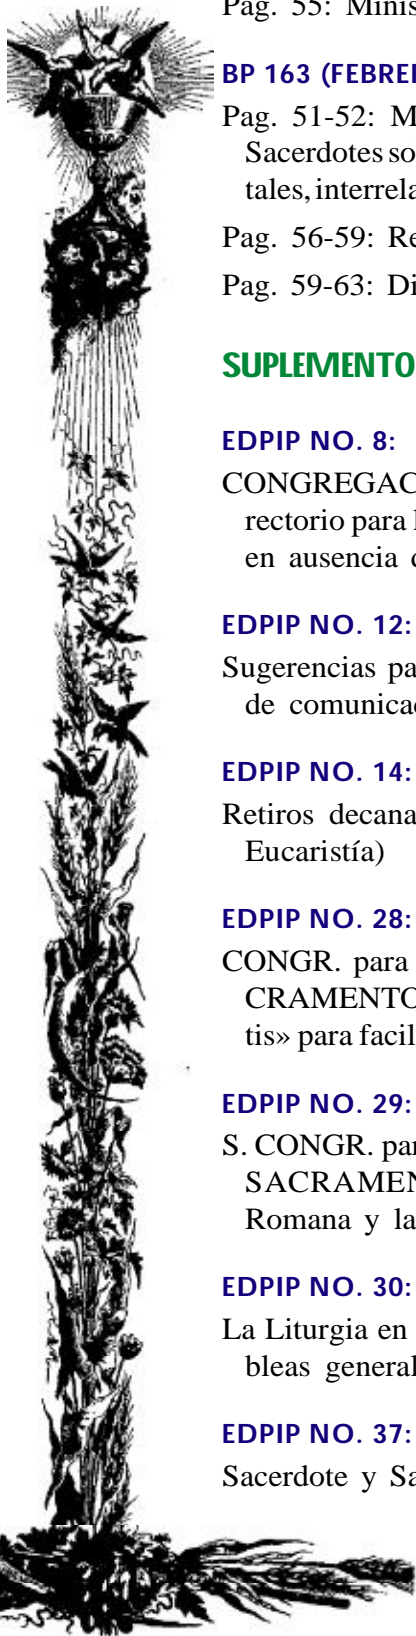 Pag. 55: Minis
BP 163 (FEBREI
Pag. 51-52: M
Sacerdotes so
tales, interrela
Pag. 56-59: Re
Pag. 59-63: Di
SUPLEMENTO
EDPIP NO. 8:
CONGREGAC
rectorio para l
en ausencia
EDPIP NO. 12:
Sugerencias pa
de comunica
EDPIP NO. 14:
Retiros decana
Eucaristía)
EDPIP NO. 28:
CONGR. para
CRAMENTO
tis» para facil
EDPIP NO. 29:
S. CONGR. par
SACRAMEN
Romana y la
EDPIP NO. 30:
La Liturgia en
bleas general
EDPIP NO. 37:
Sacerdote y Sa